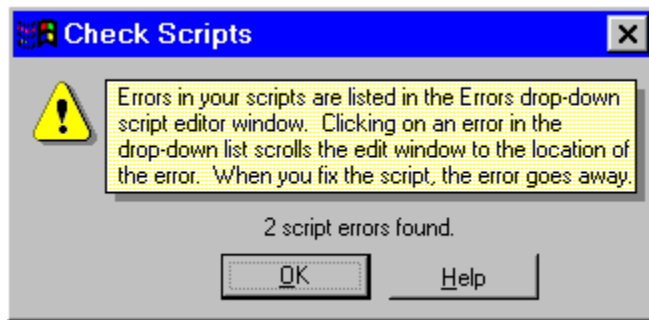 Check Scripts
Errors in your scripts are listed in the Errors drop-down
script editor window.  Clicking on an error in the
drop-down list scrolls the edit window to the location of
the error.  When you fix the script, the error goes away.
2 script errors found.
OK Help